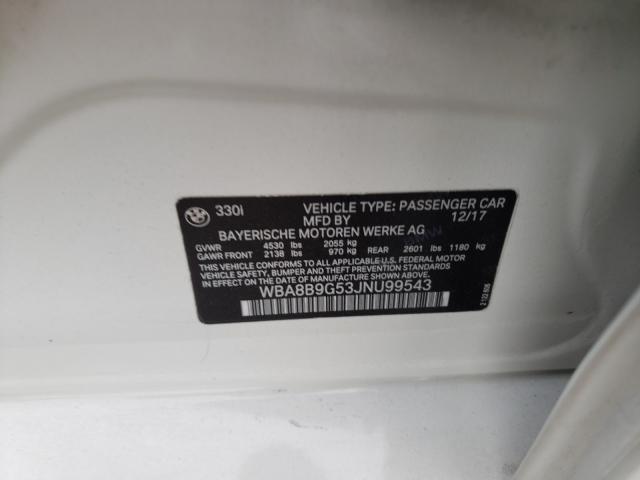 330i VEHICLE TYPE: PASSENGER CAR
MFD BY 12/17
BAYERISCHE MOTOREN WERKE AG
GVWR 4530 lbs 2055 kg
GAWR FRONT 2138 lbs 970 kg REAR 2601 lbs 1180 kg
THIS VEHICLE CONFORMS TO ALL APPLICABLE U.S. FEDERAL MOTOR
VEHICLE SAFETY, BUMPER AND THEFT PREVENTION STANDARDS
IN EFFECT ON THE DATE OF MANUFACTURE SHOWN ABOVE.
WBA8B9G53JNU99543